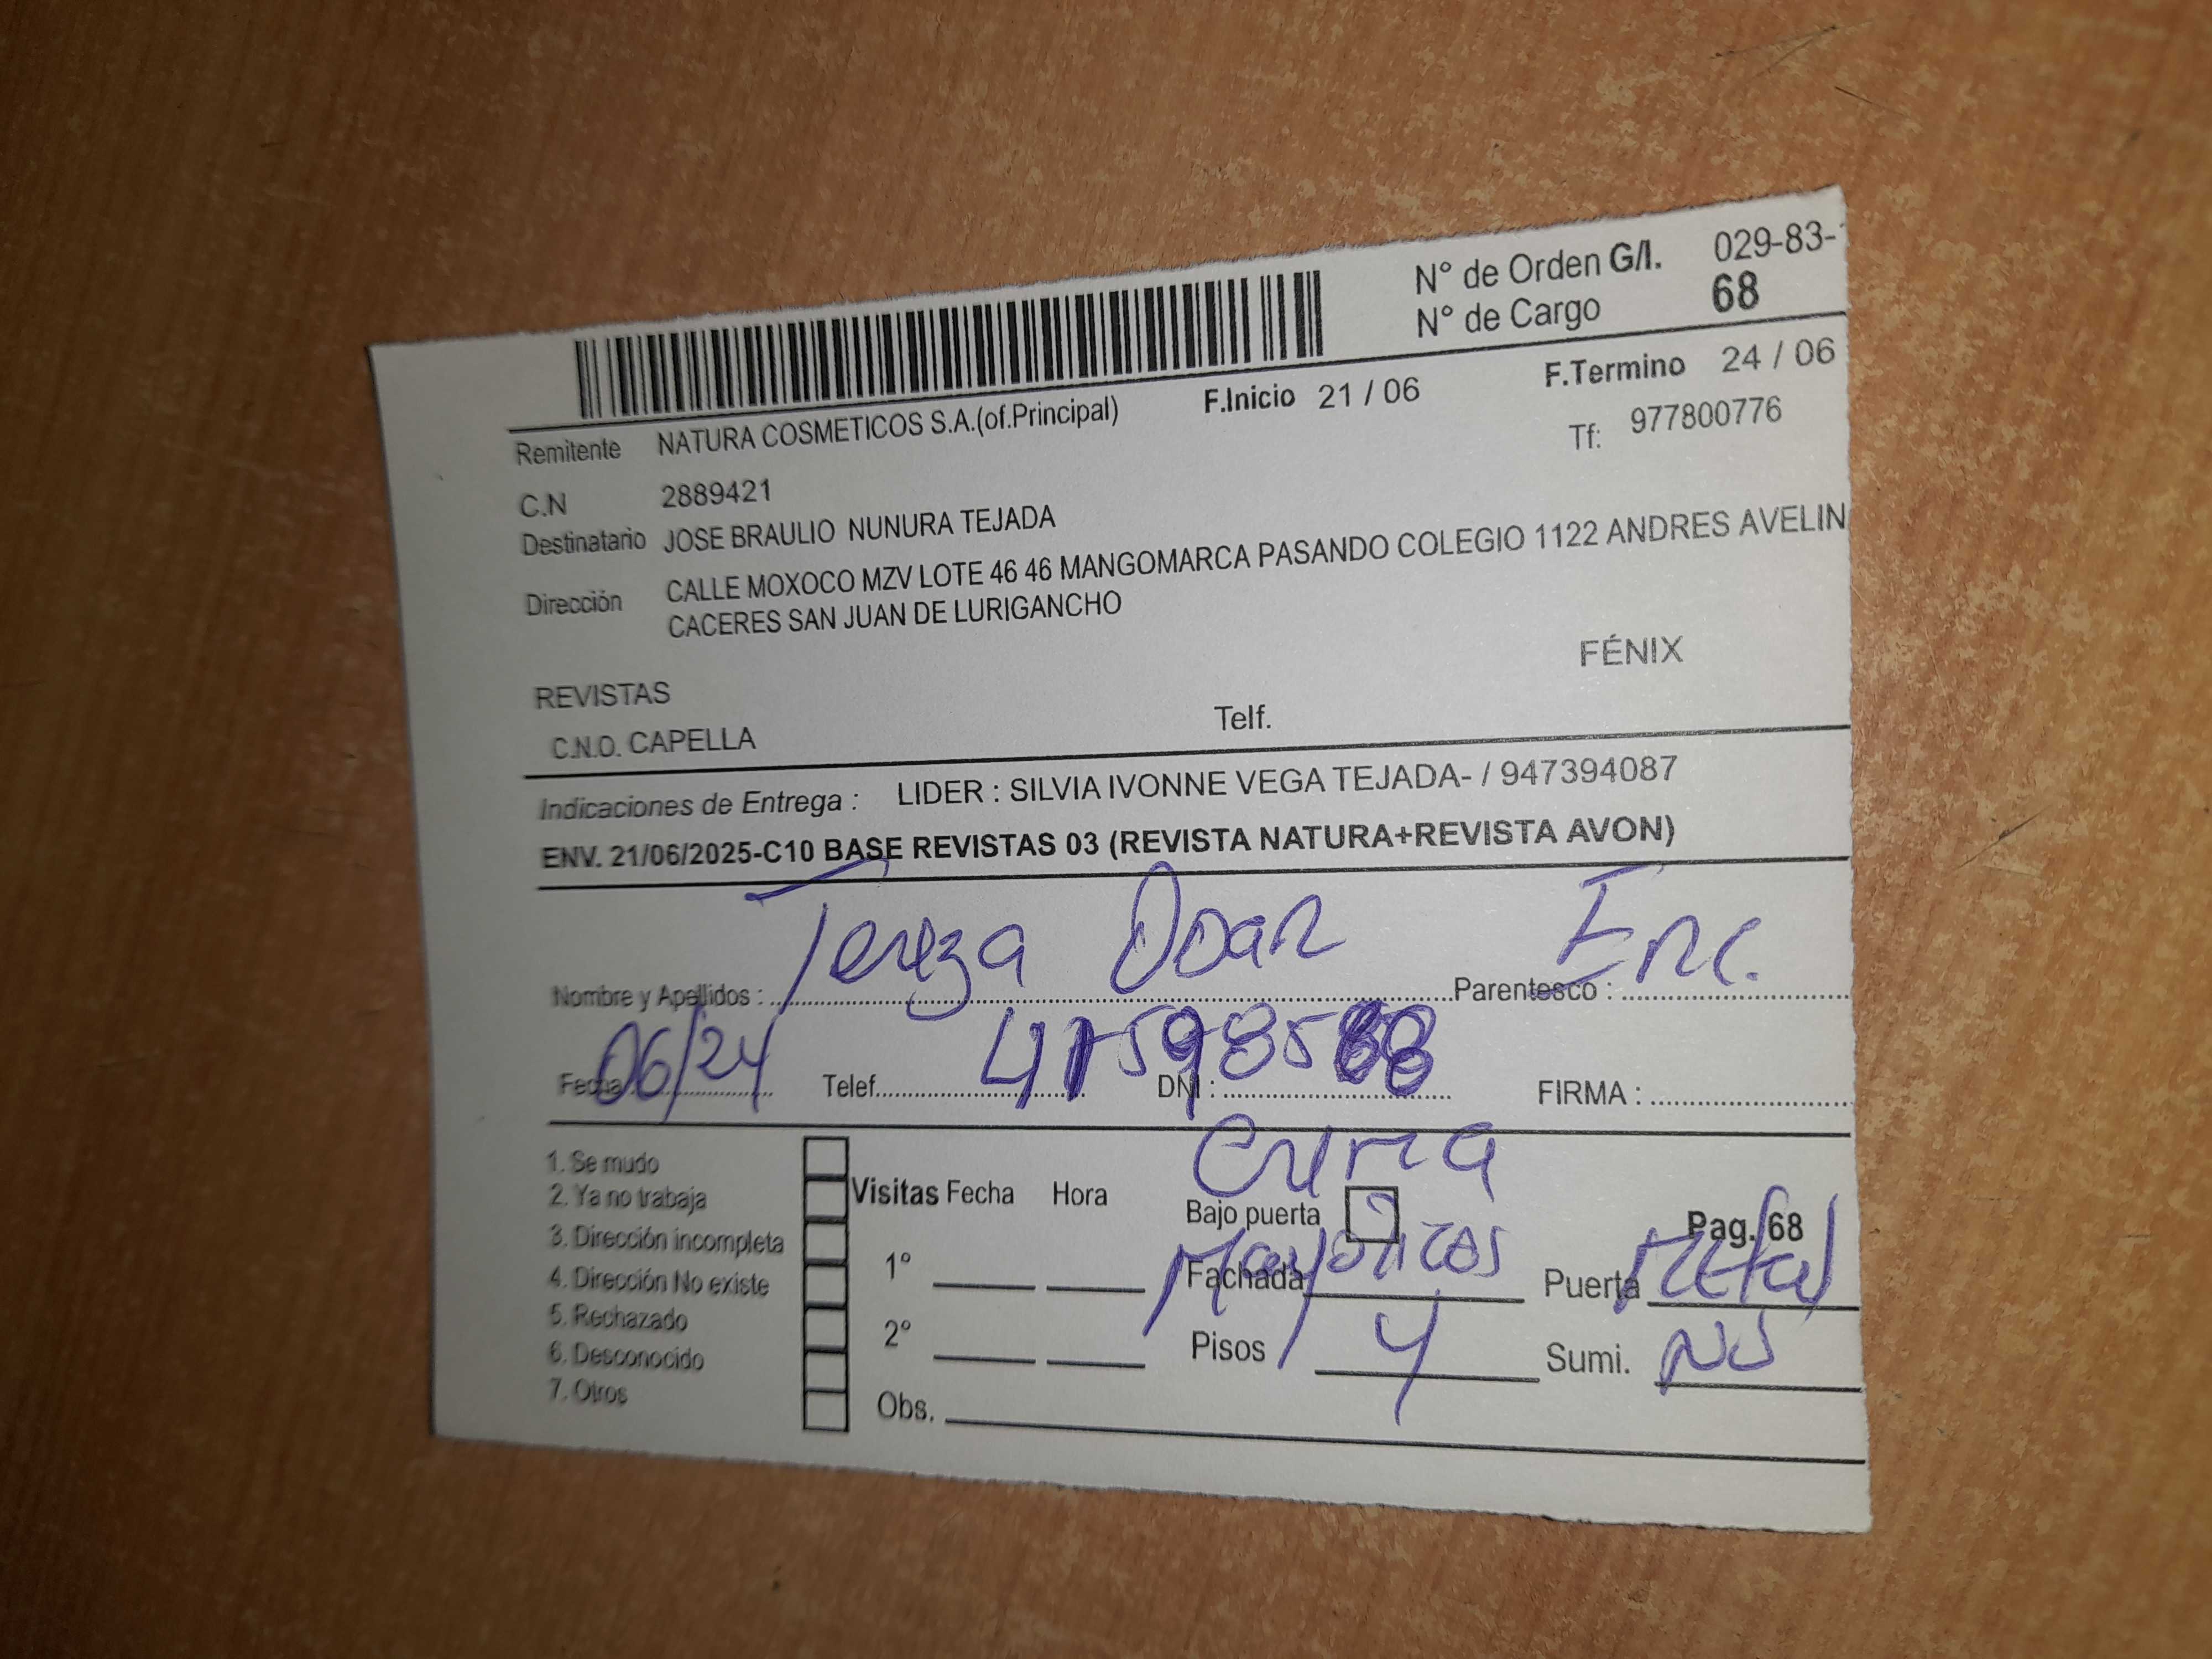 N° de Orden G/I. 029-83-
N° de Cargo 68
F.Inicio 21 / 06 F.Termino 24 / 06
Remitente NATURA COSMETICOS S.A.(of.Principal) Tf: 977800776
C.N 2889421
Destinatario JOSE BRAULIO NUNURA TEJADA
Dirección CALLE MOXOCO MZV LOTE 46 46 MANGOMARCA PASANDO COLEGIO 1122 ANDRES AVELIN
CACERES SAN JUAN DE LURIGANCHO
FÉNIX
REVISTAS
C.N.O. CAPELLA Telf.
Indicaciones de Entrega : LIDER : SILVIA IVONNE VEGA TEJADA- / 947394087
ENV. 21/06/2025-C10 BASE REVISTAS 03 (REVISTA NATURA+REVISTA AVON)
Nombre y Apellidos : Tereza Parentesco : Enc.
Fecha 06/24 Telef. DNI : FIRMA :
1. Se mudo
2. Ya no trabaja Visitas Fecha Hora Bajo puerta Pag. 68
3. Dirección incompleta
4. Dirección No existe 1° Fachada Mayolicas Puerta Metal
5. Rechazado
6. Desconocido 2° Pisos 4 Sumi.
7. Otros Obs.